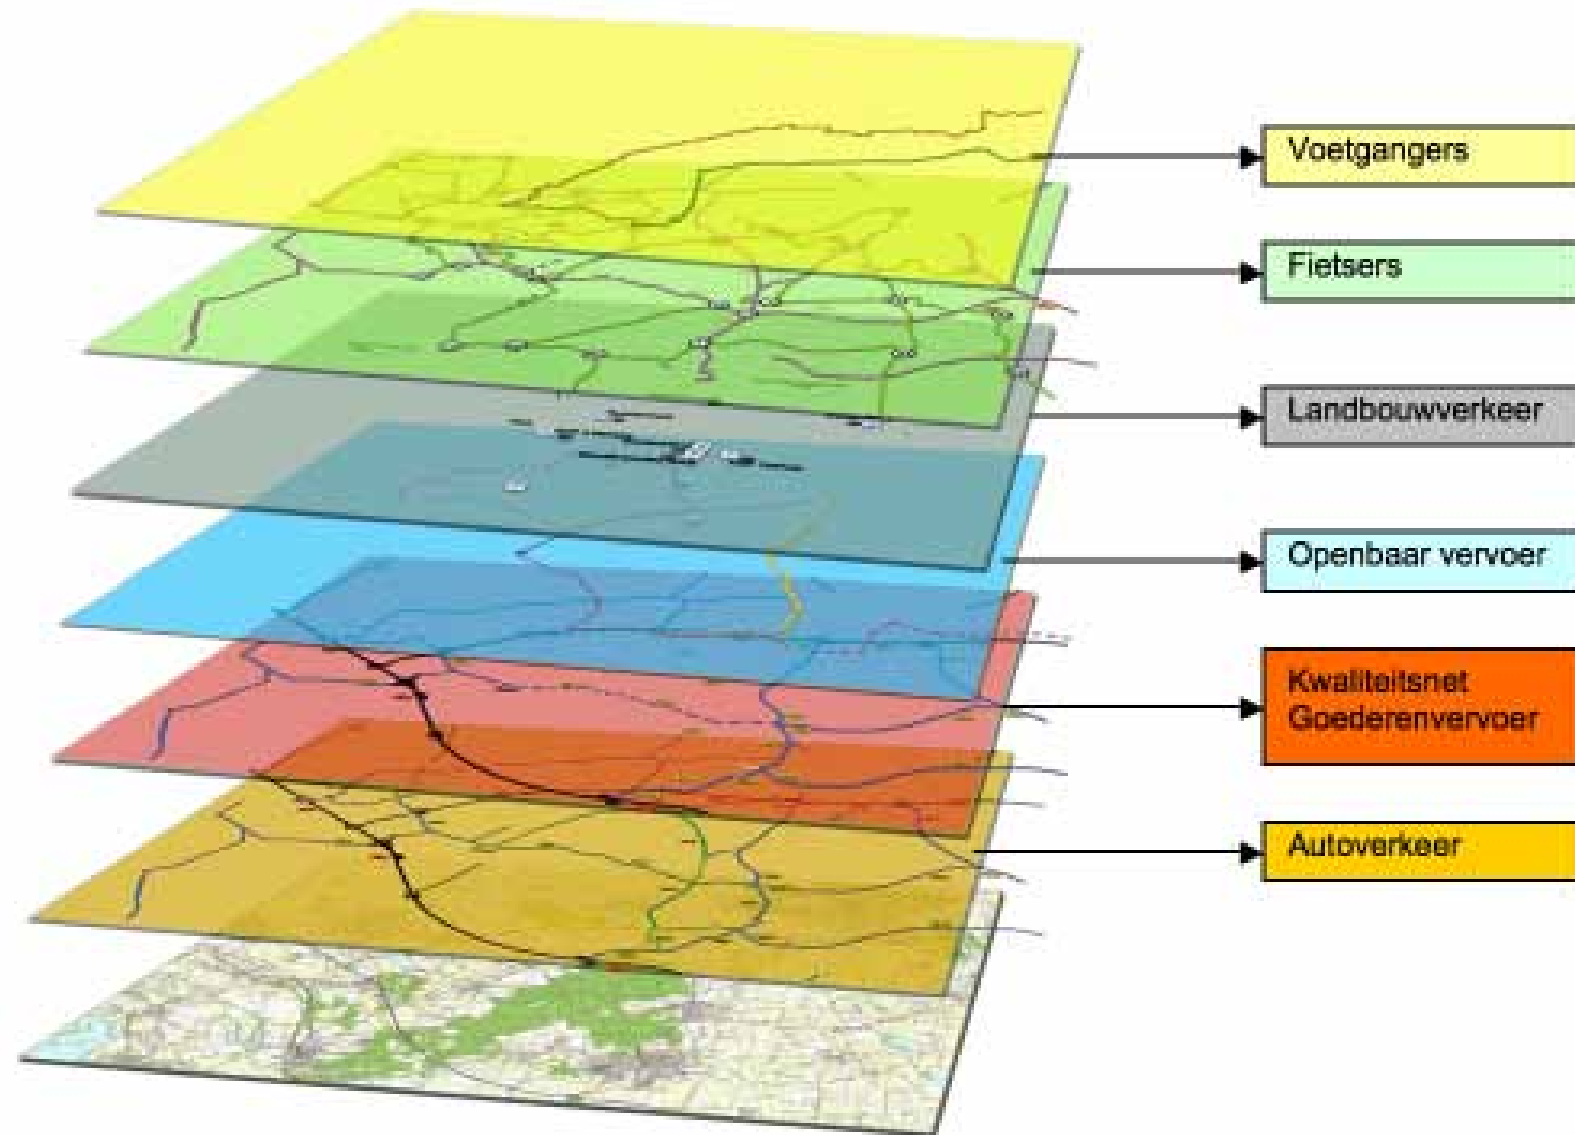 Voetgangers
Fietsers
Landbouwverkeer
Openbaar vervoer
Kwaliteitsnet
Goederenvervoer
Autoverkeer